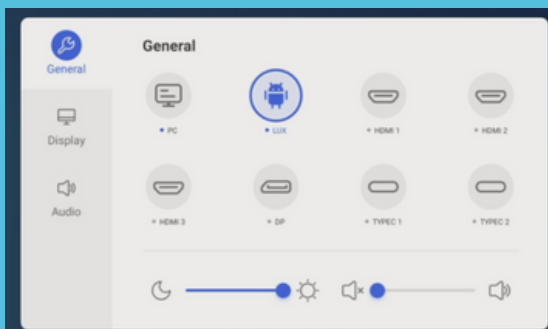 General
General
• PC
• LUX
• HDMI 1
• HDMI 2
Display
Audio
• HDMI 3
• DP
• TYPEC 1
• TYPEC 2